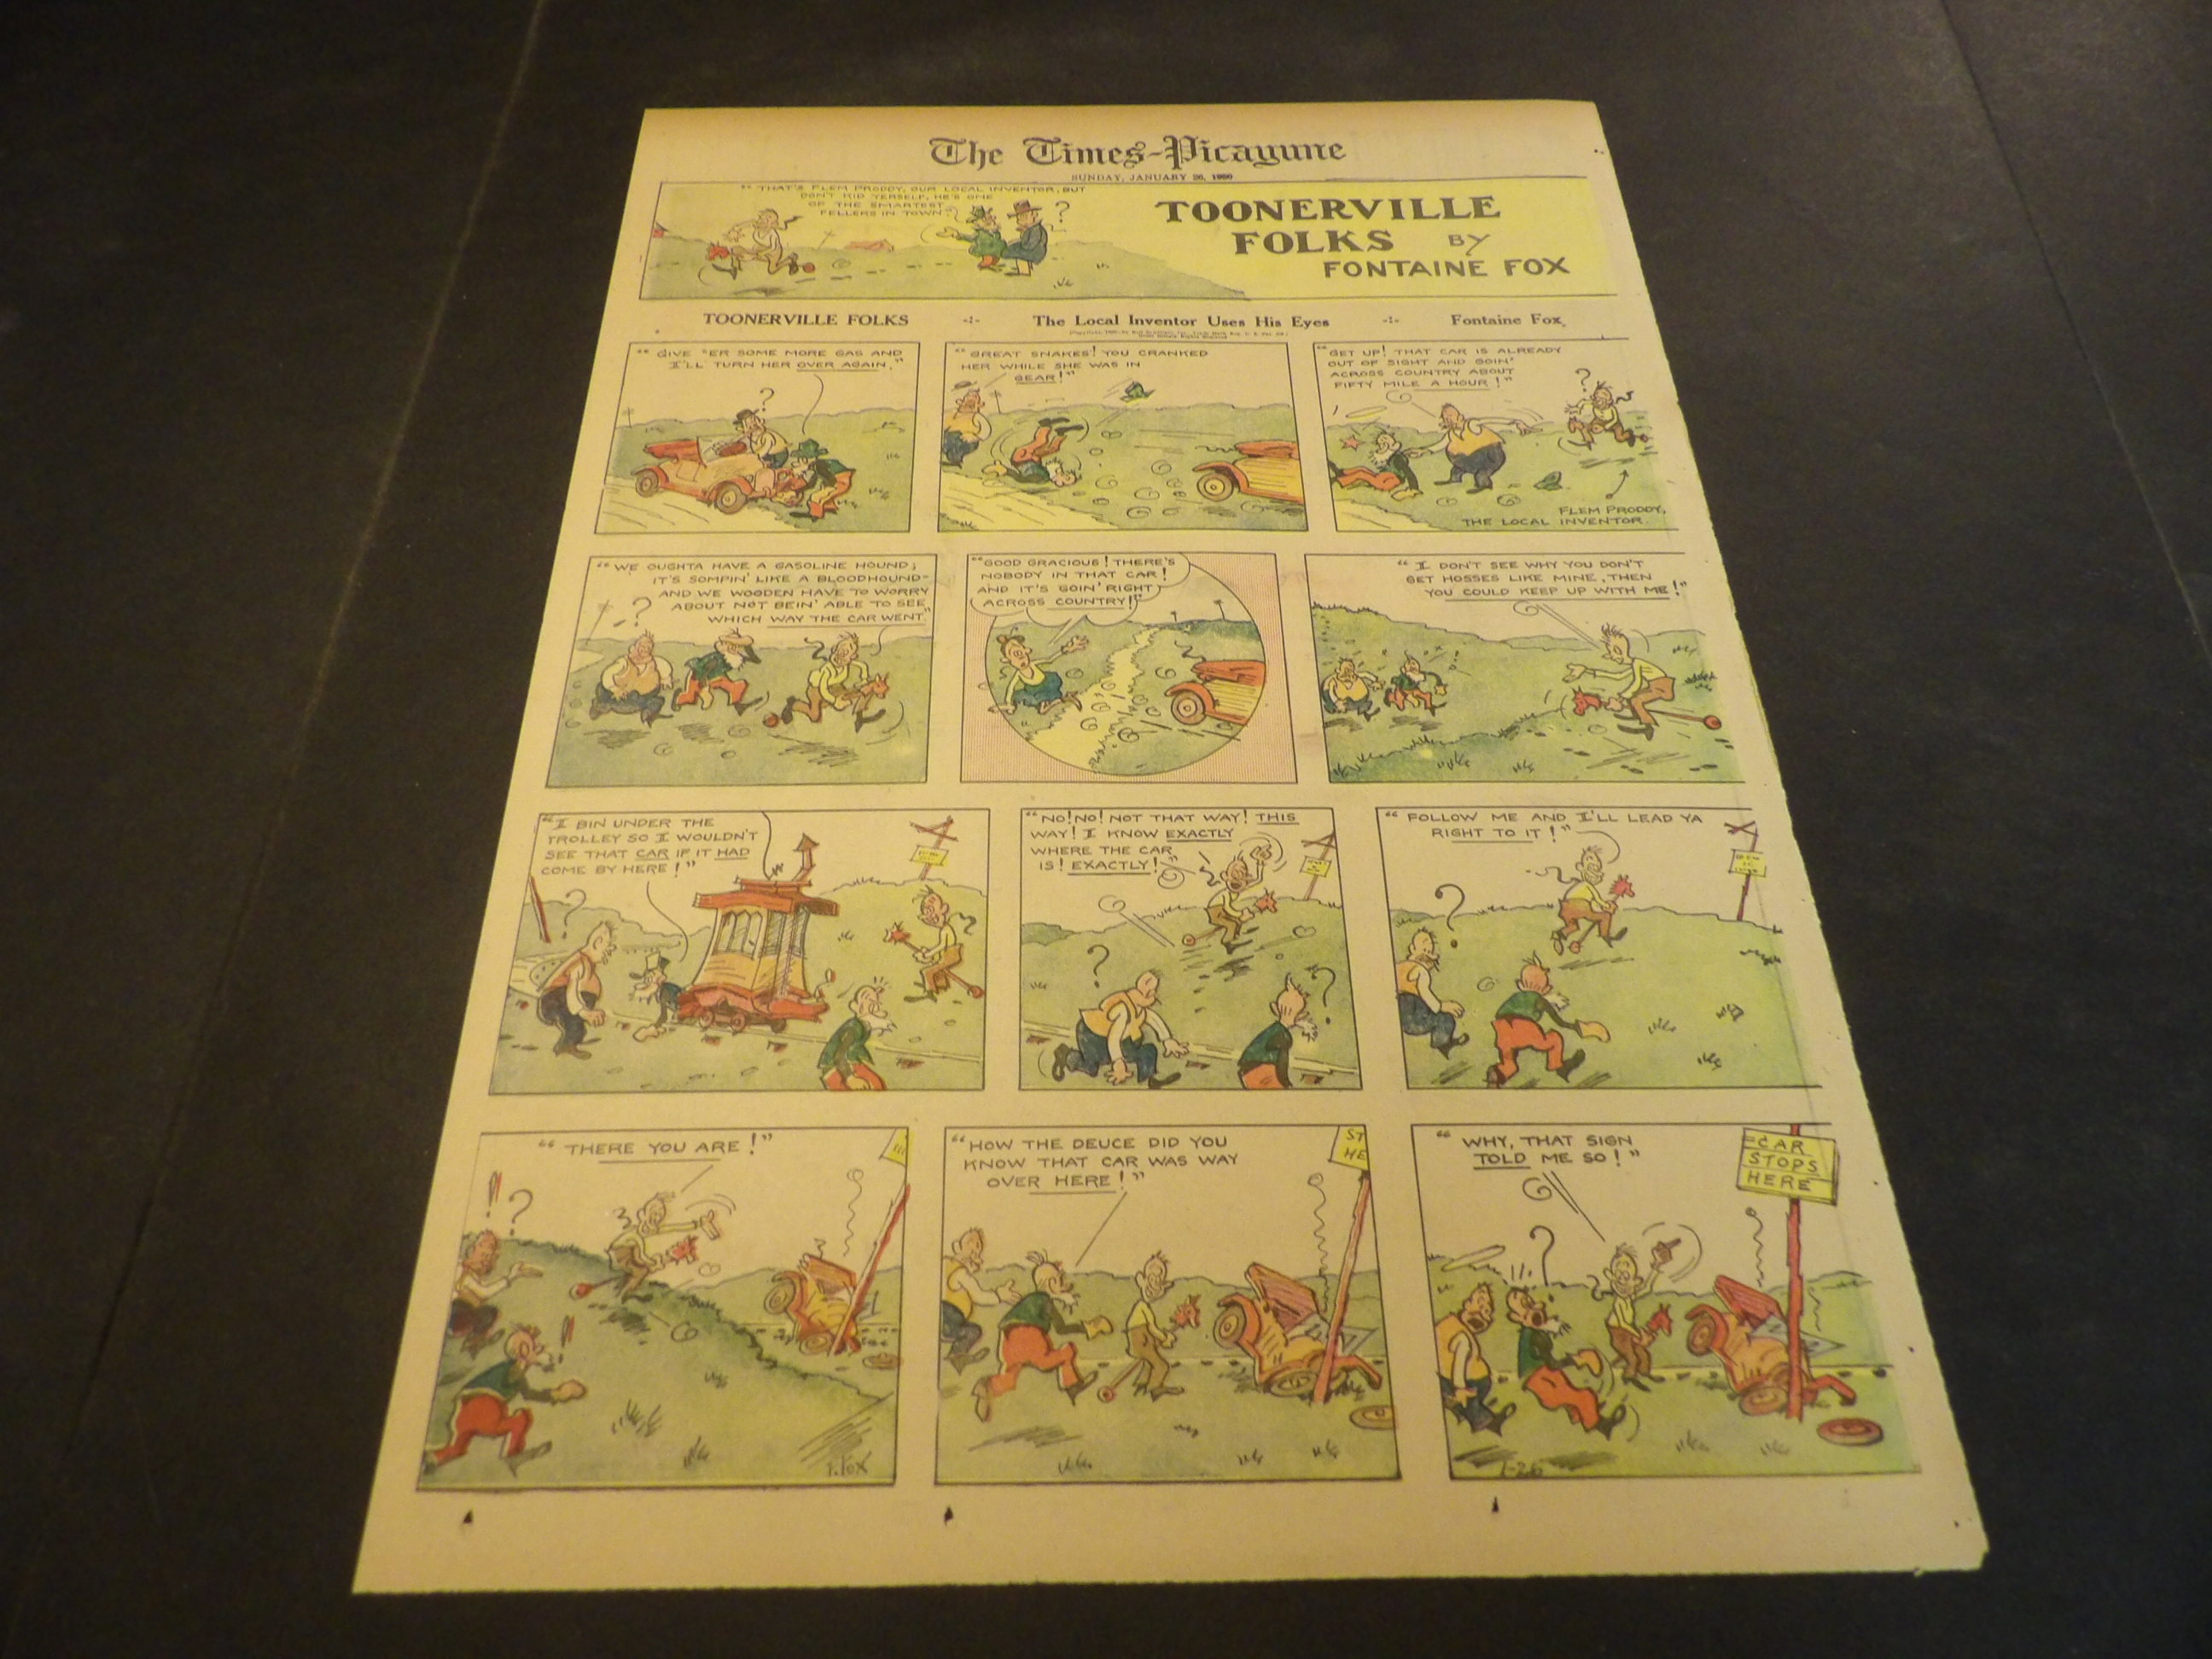 The Times-Picayune
SUNDAY, JANUARY 26,
"THAT'S FLEM PRODDY, OUR LOCAL INVENTOR, BUT
DON'T KID YERSELF, HE'S ONE
OF THE SMARTEST
FELLERS IN TOWN"
?
TOONERVILLE
FOLKS BY
FONTAINE FOX
TOONERVILLE FOLKS
The Local Inventor Uses His Eyes
Fontaine Fox
"GIVE 'ER SOME MORE GAS AND
I'LL TURN HER OVER AGAIN."
?
"GREAT SNAKES! YOU CRANKED
HER WHILE SHE WAS IN
GEAR!"
"GET UP! THAT CAR IS ALREADY
OUT OF SIGHT AND GOIN'
ACROSS COUNTRY ABOUT
FIFTY MILE A HOUR!"
?
FLEM PRODDY,
THE LOCAL INVENTOR.
"WE OUGHTA HAVE A GASOLINE HOUND;
IT'S SOMPIN' LIKE A BLOODHOUND-
AND WE WOODEN HAVE TO WORRY
ABOUT NOT BEIN' ABLE TO SEE
WHICH WAY THE CAR WENT."
?
"GOOD GRACIOUS! THERE'S
NOBODY IN THAT CAR!
AND IT'S GOIN' RIGHT
ACROSS COUNTRY!"
"I DON'T SEE WHY YOU DON'T
GET HOSSES LIKE MINE, THEN
YOU COULD KEEP UP WITH ME!"
"I BIN UNDER THE
TROLLEY SO I WOULDN'T
SEE THAT CAR IF IT HAD
COME BY HERE!"
?
"NO! NO! NOT THAT WAY! THIS
WAY! I KNOW EXACTLY
WHERE THE CAR
IS! EXACTLY!"
?
?
"FOLLOW ME AND I'LL LEAD YA
RIGHT TO IT!"
?
"THERE YOU ARE!"
! ?
!
F. FOX
"HOW THE DEUCE DID YOU
KNOW THAT CAR WAS WAY
OVER HERE!"
ST
HE
"WHY, THAT SIGN
TOLD ME SO!"
CAR
STOPS
HERE
!! ?
1-26